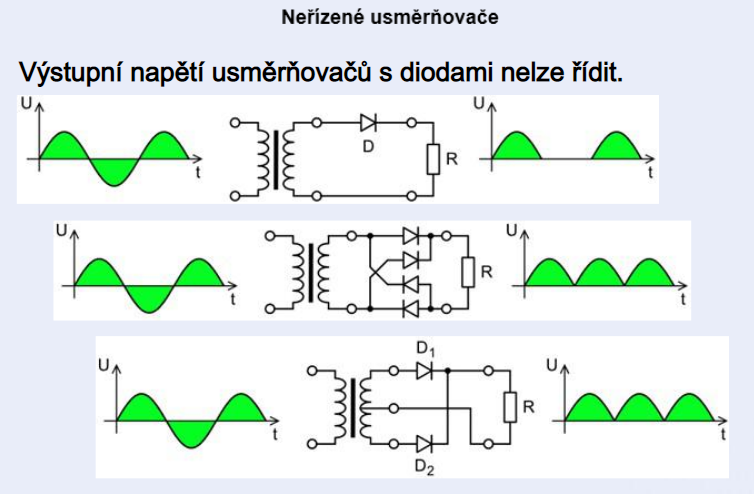 Neřízené usměrňovače
Výstupní napětí usměrňovačů s diodami nelze řídit.
U
t
D
R
U
t
U
t
R
U
t
U
t
D1
D2
R
U
t